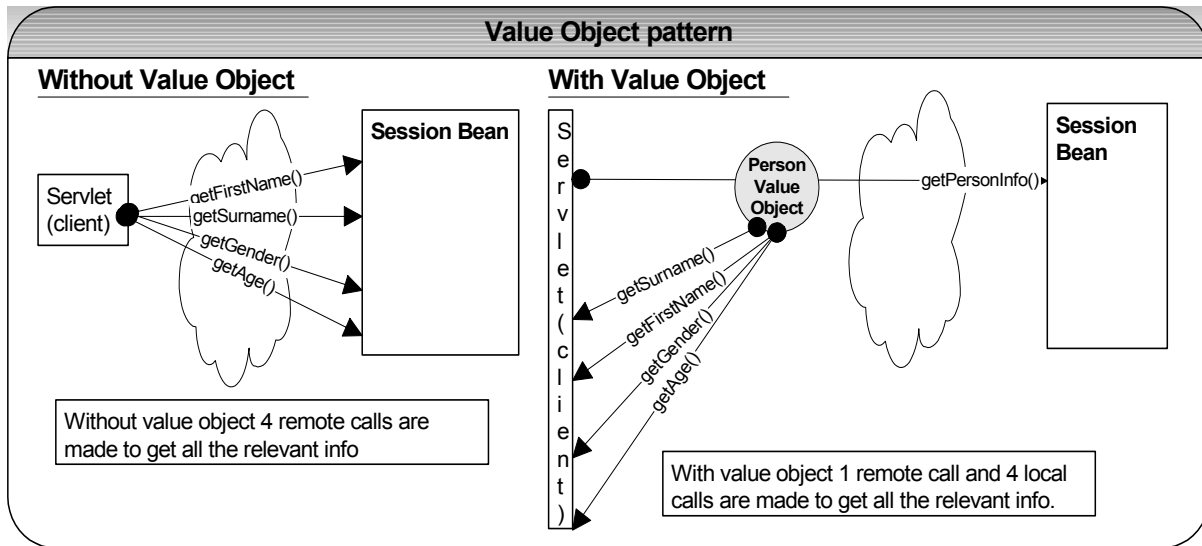 Value Object pattern
Without Value Object
Servlet
(client)
getFirstName()
getSurname()
getGender()
getAge()
Session Bean
Without value object 4 remote calls are
made to get all the relevant info
With Value Object
Servlet(client)
Person
Value
Object
getPersonInfo()
Session
Bean
getSurname()
getFirstName()
getGender()
getAge()
With value object 1 remote call and 4 local
calls are made to get all the relevant info.